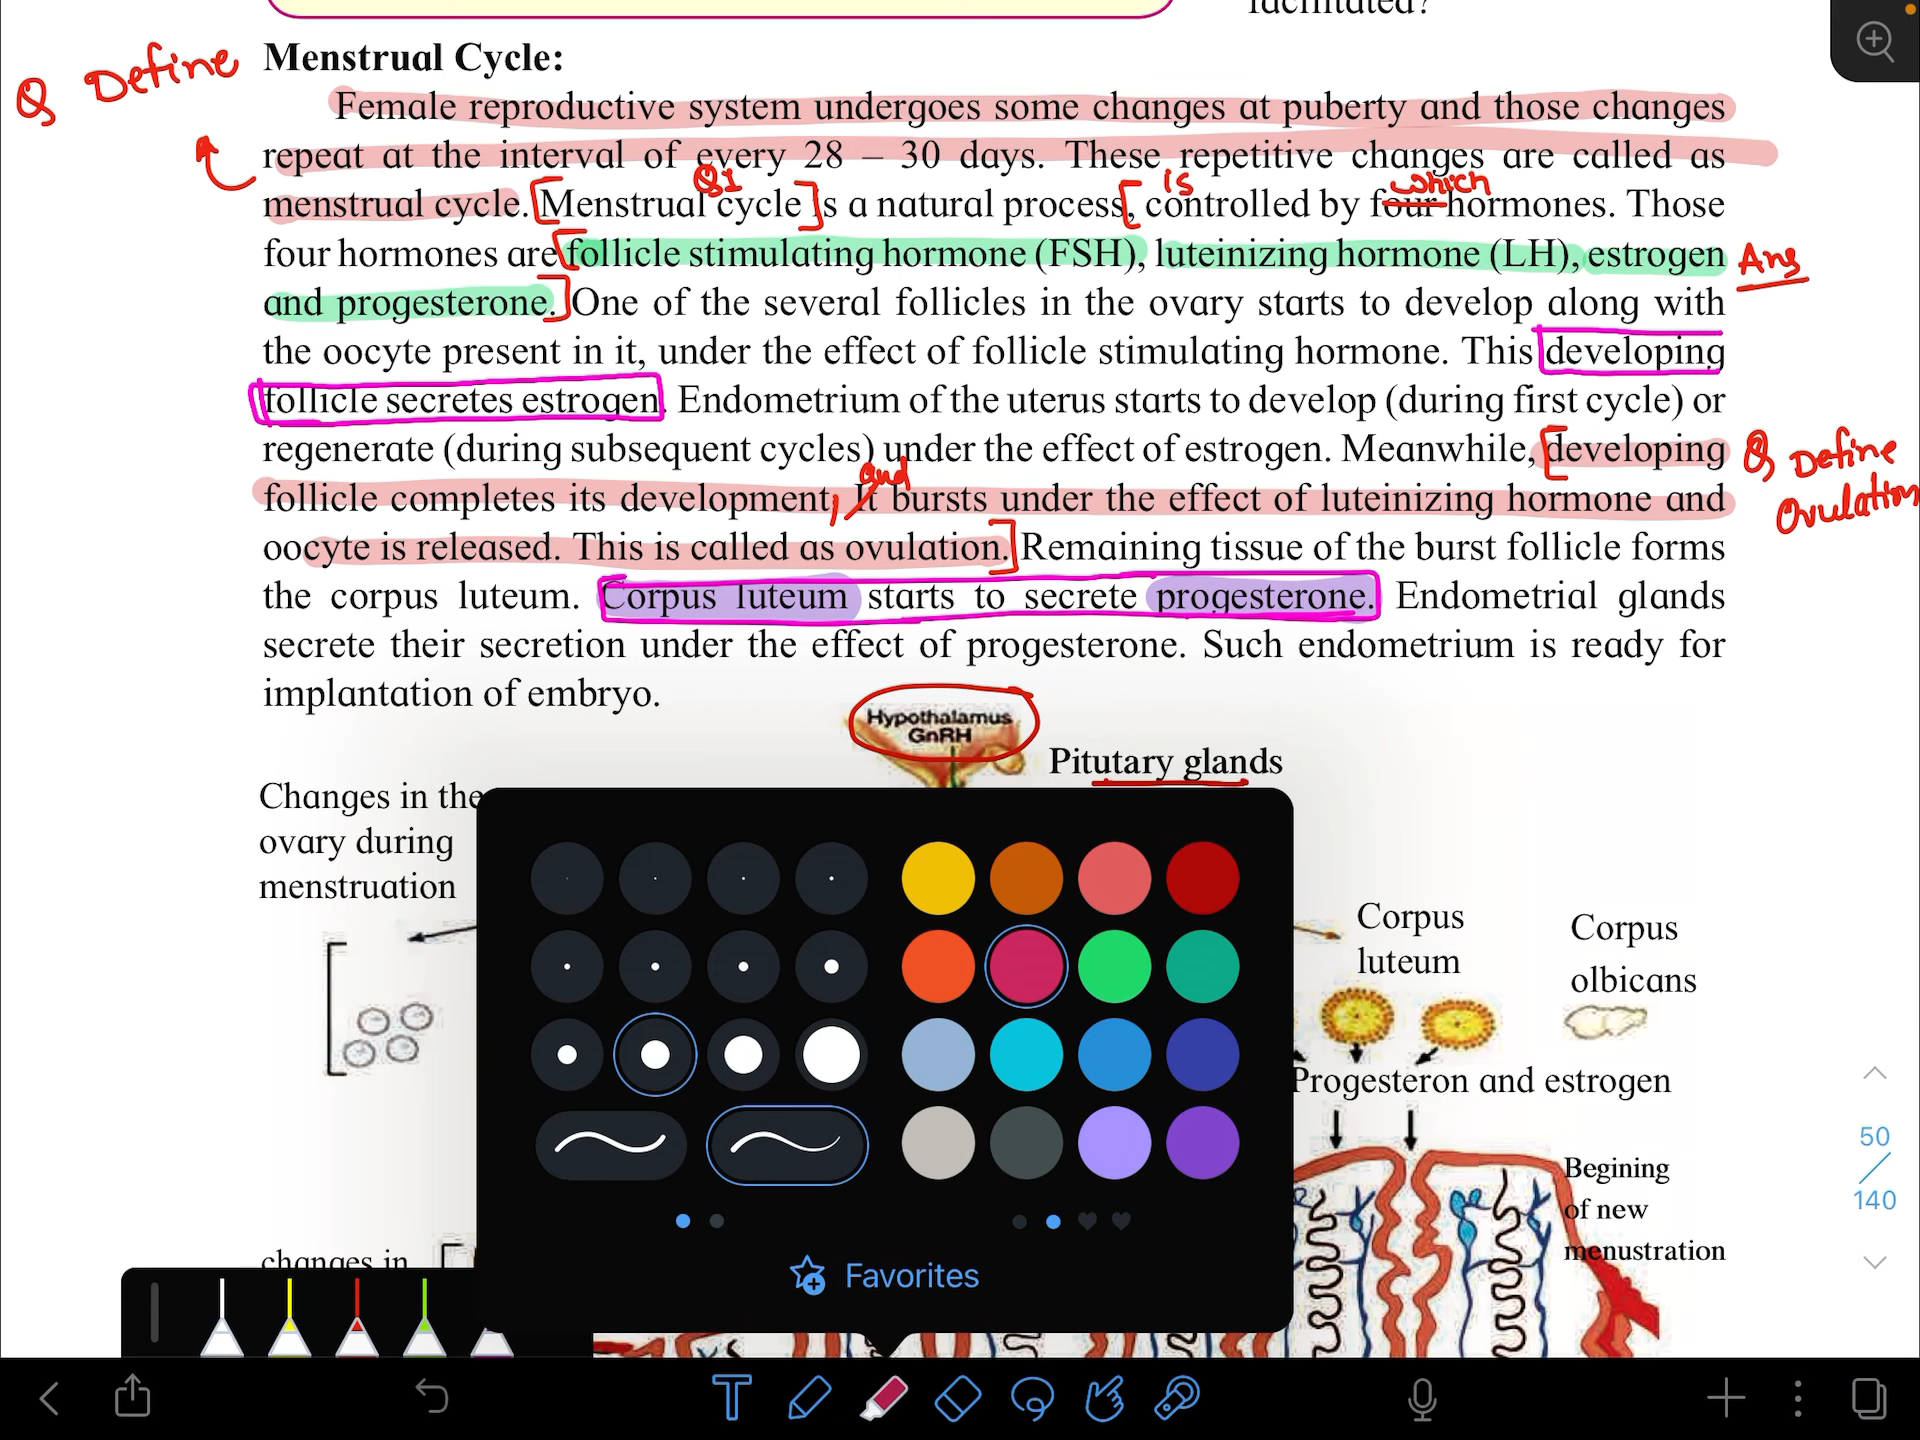 Menstrual Cycle:
Q Define
Female reproductive system undergoes some changes at puberty and those changes
repeat at the interval of every 28 – 30 days. These repetitive changes are called as
Q1 is which
menstrual cycle. [Menstrual cycle] s a natural process[, controlled by four hormones. Those
four hormones are [follicle stimulating hormone (FSH), luteinizing hormone (LH), estrogen Ans
and progesterone.] One of the several follicles in the ovary starts to develop along with
the oocyte present in it, under the effect of follicle stimulating hormone. This developing
follicle secretes estrogen. Endometrium of the uterus starts to develop (during first cycle) or
regenerate (during subsequent cycles) under the effect of estrogen. Meanwhile, [developing Q Define
and
follicle completes its development, It bursts under the effect of luteinizing hormone and Ovulation
oocyte is released. This is called as ovulation.] Remaining tissue of the burst follicle forms
the corpus luteum. Corpus luteum starts to secrete progesterone. Endometrial glands
secrete their secretion under the effect of progesterone. Such endometrium is ready for
implantation of embryo.
Hypothalamus
GnRH
Pitutary glands
Changes in the
ovary during
menstruation
Corpus
luteum
Corpus
olbicans
Progesteron and estrogen
50
140
Begining
of new
menustration
changes in
Favorites
T